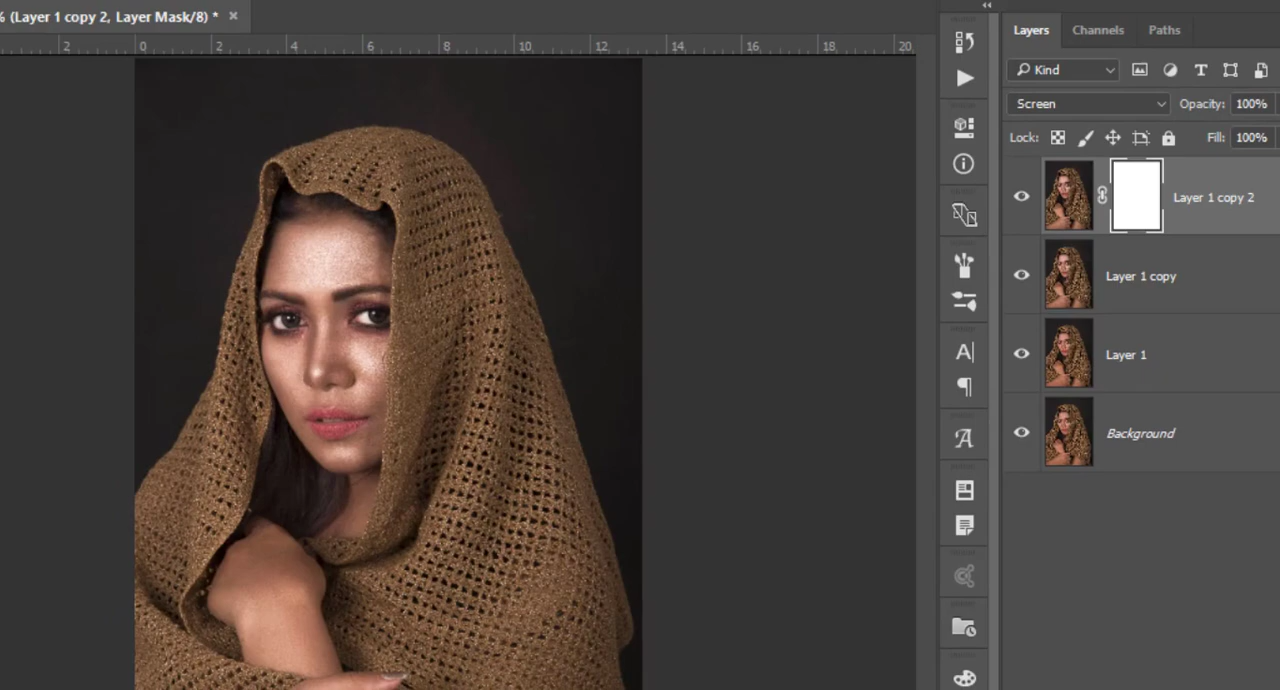 % (Layer 1 copy 2, Layer Mask/8) *
2 0 2 4 6 8 10 12 14 16 18 20
Layers Channels Paths
Kind
Screen Opacity: 100%
Lock: Fill: 100%
Layer 1 copy 2
Layer 1 copy
Layer 1
Background